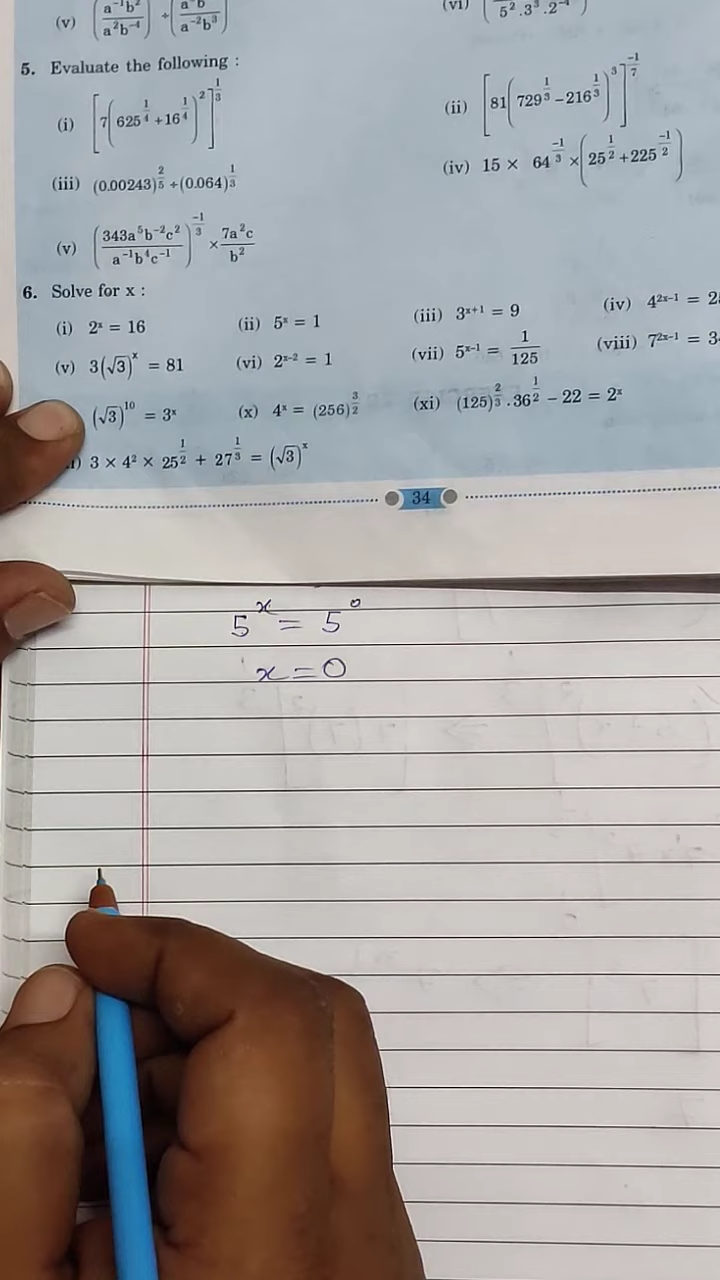 (v) (a⁻¹b²/a²b⁻⁴) ÷ (      /a⁻²b³)
(vi) 5².3³.2⁻⁴
5. Evaluate the following :
(i) [7(625^(1/4) + 16^(1/4))²]^(1/3)
(ii) [81(729^(1/3) – 216^(1/3))³]^(-1/7)
(iii) (0.00243)^(2/5) ÷ (0.064)^(1/3)
(iv) 15 × 64^(-1/3) × (25^(1/2) + 225^(-1/2))
(v) (343a⁵b⁻²c²/a⁻¹b⁴c⁻¹)^(-1/3) × 7a²c/b²
6. Solve for x :
(i) 2ˣ = 16 (ii) 5ˣ = 1 (iii) 3ˣ⁺¹ = 9 (iv) 4²ˣ⁻¹ = 2
(v) 3(√3)ˣ = 81 (vi) 2ˣ⁻² = 1 (vii) 5ˣ⁻¹ = 1/125 (viii) 7²ˣ⁻¹ = 3
(√3)¹⁰ = 3ˣ (x) 4ˣ = (256)^(3/2) (xi) (125)^(2/3) . 36^(1/2) – 22 = 2ˣ
3 × 4² × 25^(1/2) + 27^(1/3) = (√3)ˣ
34
5ˣ = 5⁰
x = 0